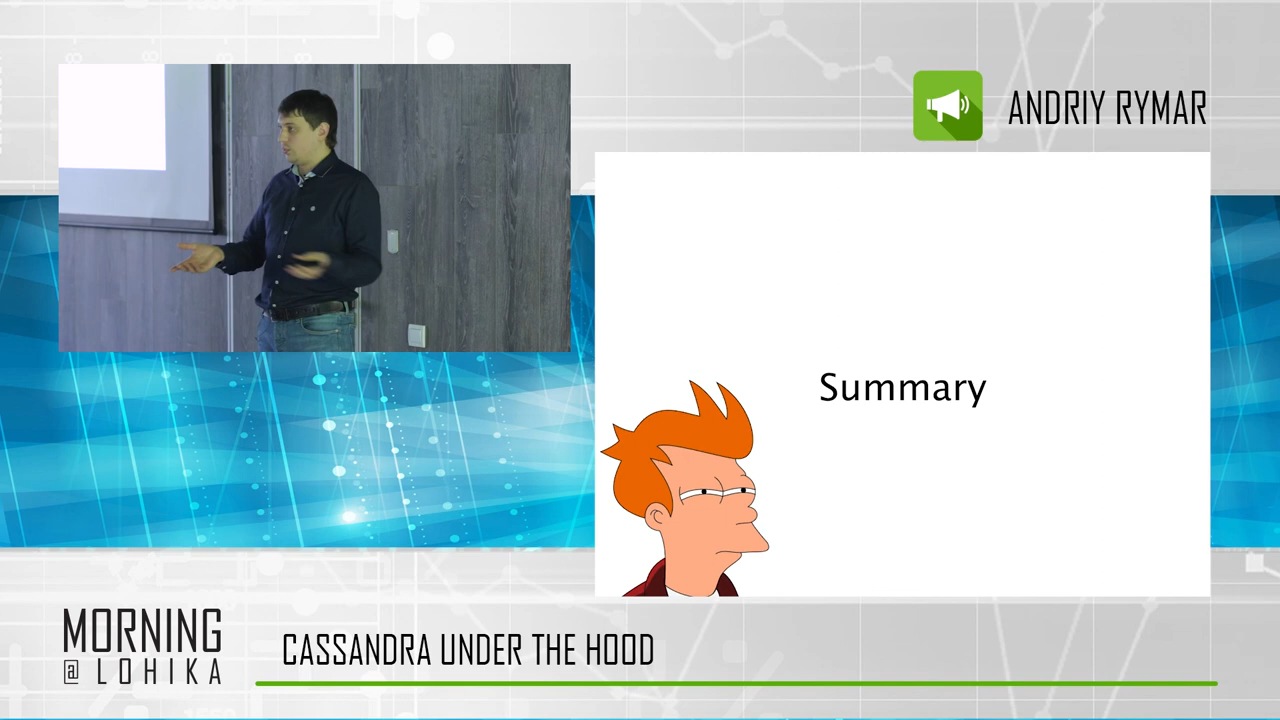 ANDRIY RYMAR
Summary
MORNING
@ LOHIKA
CASSANDRA UNDER THE HOOD